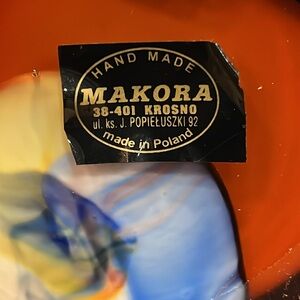 HAND MADE
MAKORA
38-401 KROSNO
ul. ks. J. POPIEŁUSZKI 92
made in Poland